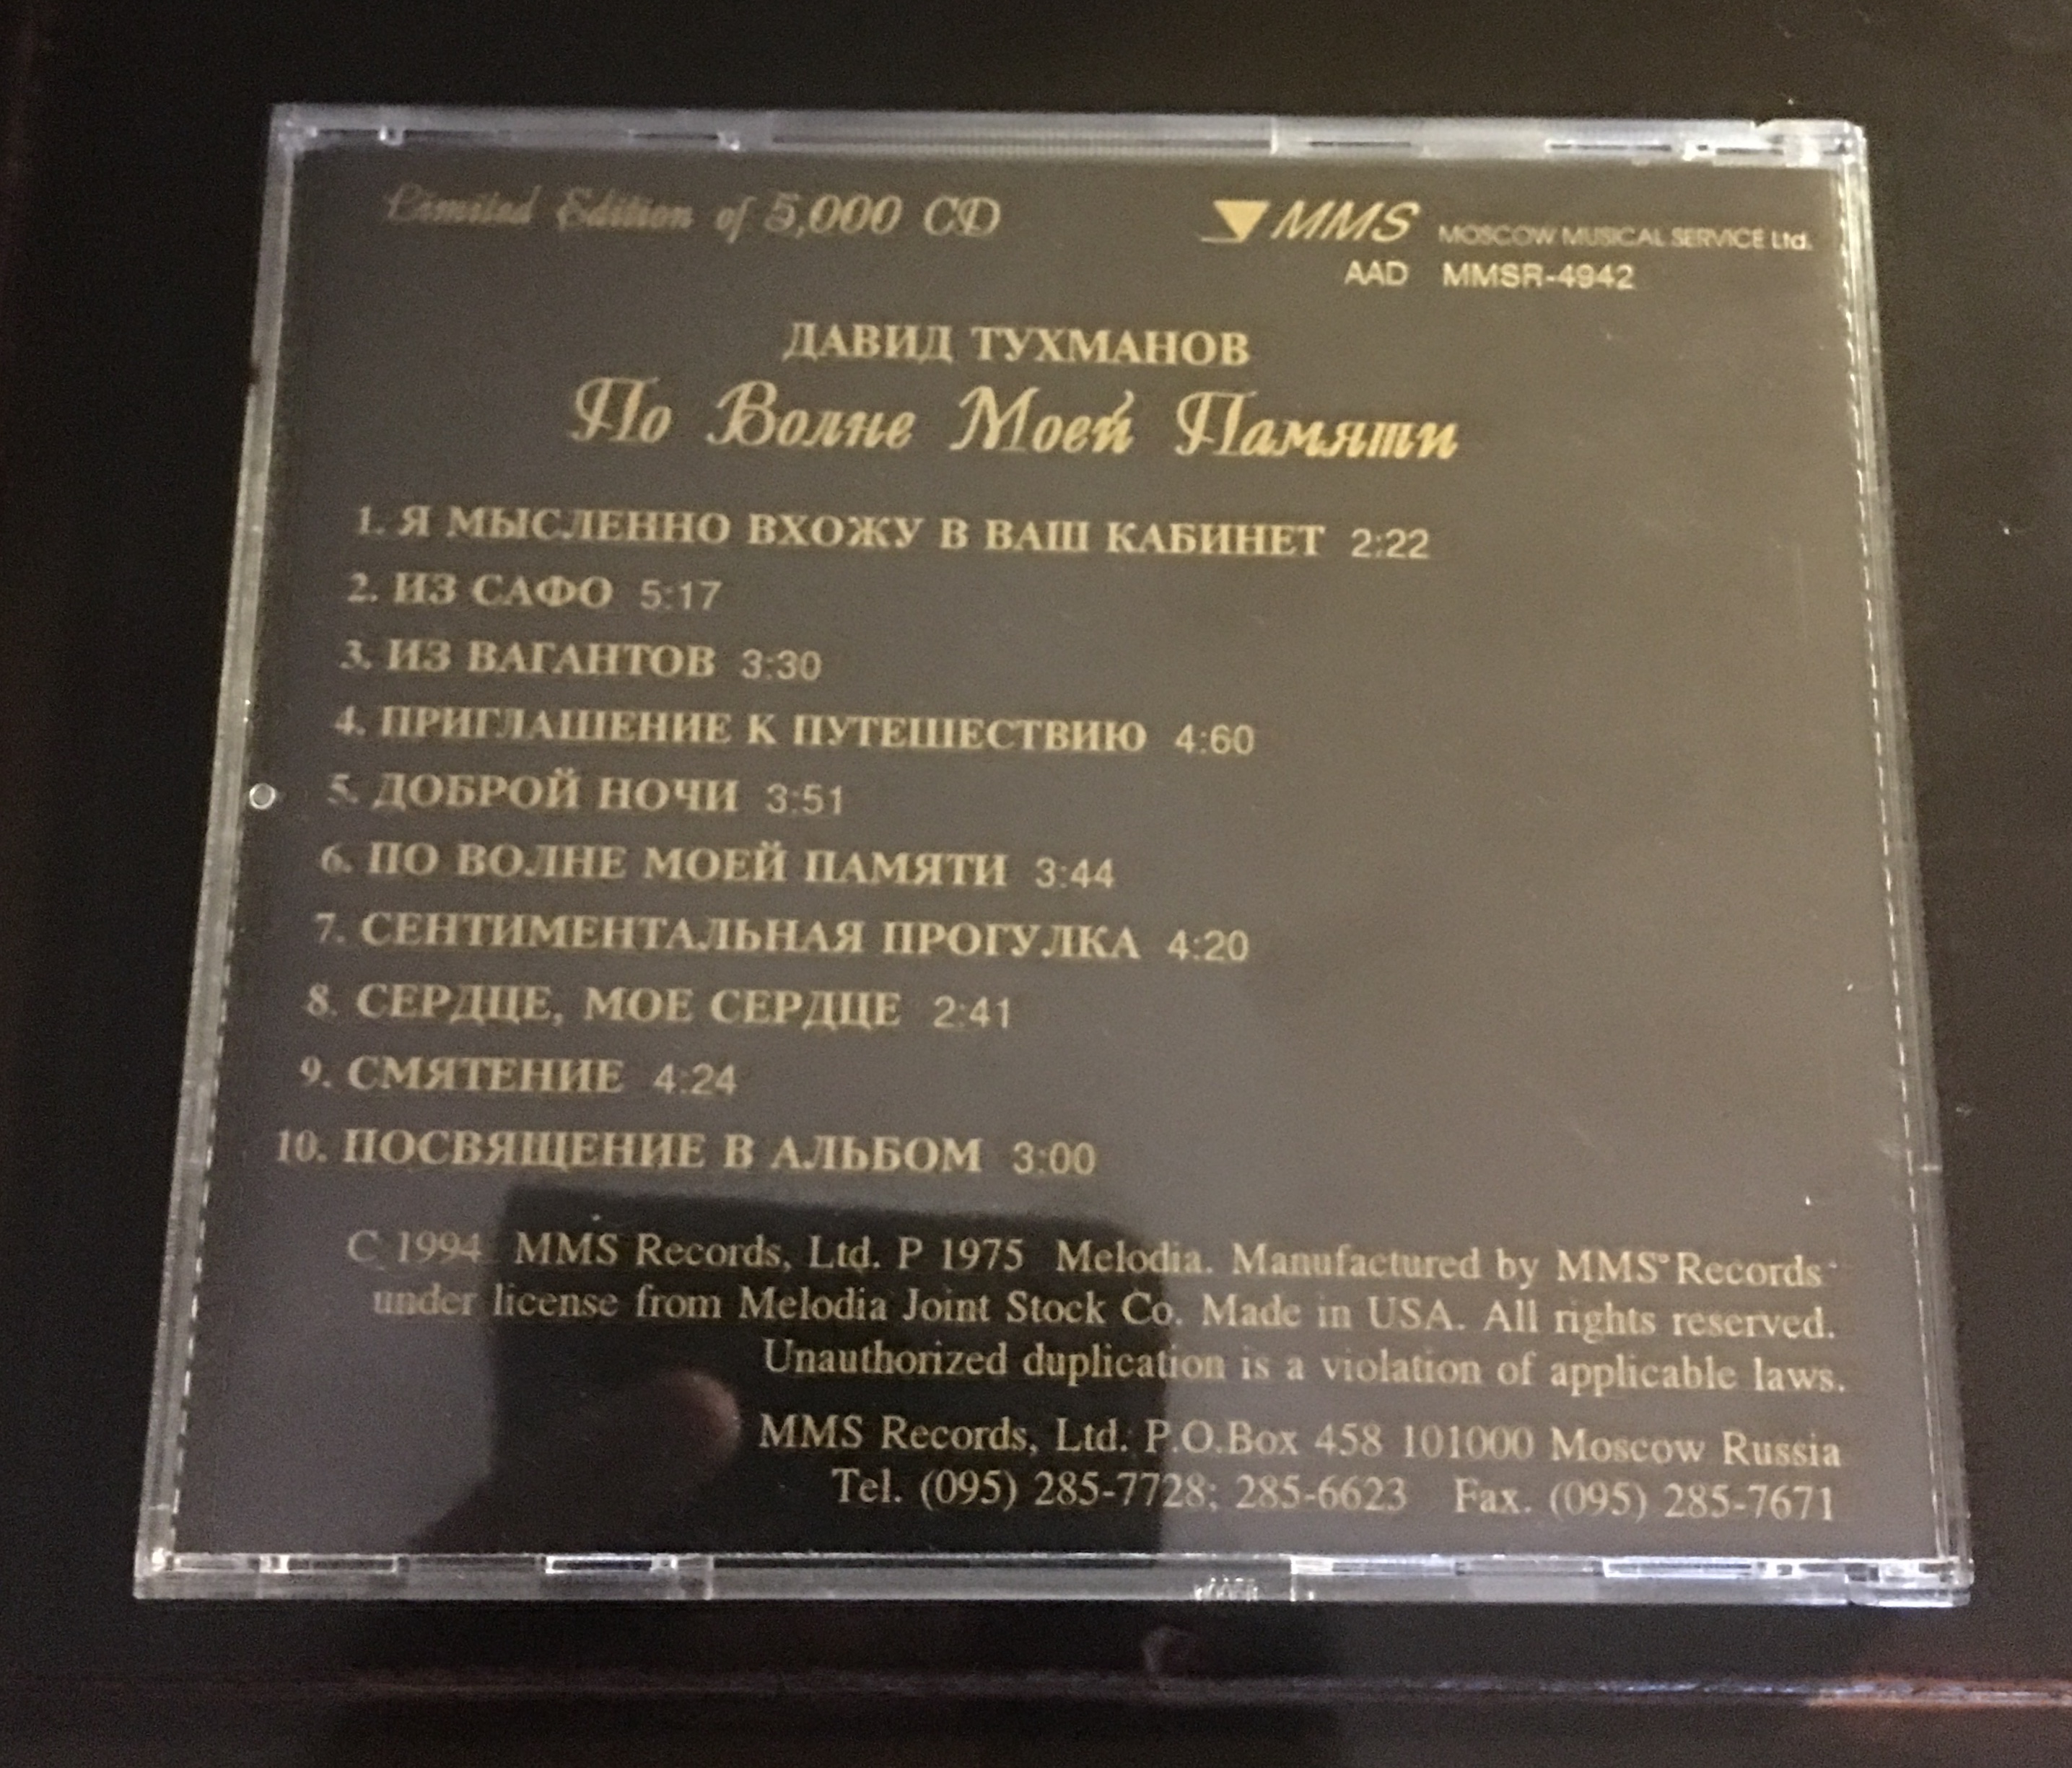 Limited Edition of 5,000 CD
MMS MOSCOW MUSICAL SERVICE Ltd.
AAD MMSR-4942
ДАВИД ТУХМАНОВ
По Волне Моей Памяти
1. Я МЫСЛЕННО ВХОЖУ В ВАШ КАБИНЕТ 2:22
2. ИЗ САФО 5:17
3. ИЗ ВАГАНТОВ 3:30
4. ПРИГЛАШЕНИЕ К ПУТЕШЕСТВИЮ 4:60
5. ДОБРОЙ НОЧИ 3:51
6. ПО ВОЛНЕ МОЕЙ ПАМЯТИ 3:44
7. СЕНТИМЕНТАЛЬНАЯ ПРОГУЛКА 4:20
8. СЕРДЦЕ, МОЕ СЕРДЦЕ 2:41
9. СМЯТЕНИЕ 4:24
10. ПОСВЯЩЕНИЕ В АЛЬБОМ 3:00
C 1994 MMS Records, Ltd. P 1975 Melodia. Manufactured by MMS Records
under license from Melodia Joint Stock Co. Made in USA. All rights reserved.
Unauthorized duplication is a violation of applicable laws.
MMS Records, Ltd. P.O.Box 458 101000 Moscow Russia
Tel. (095) 285-7728; 285-6623 Fax. (095) 285-7671